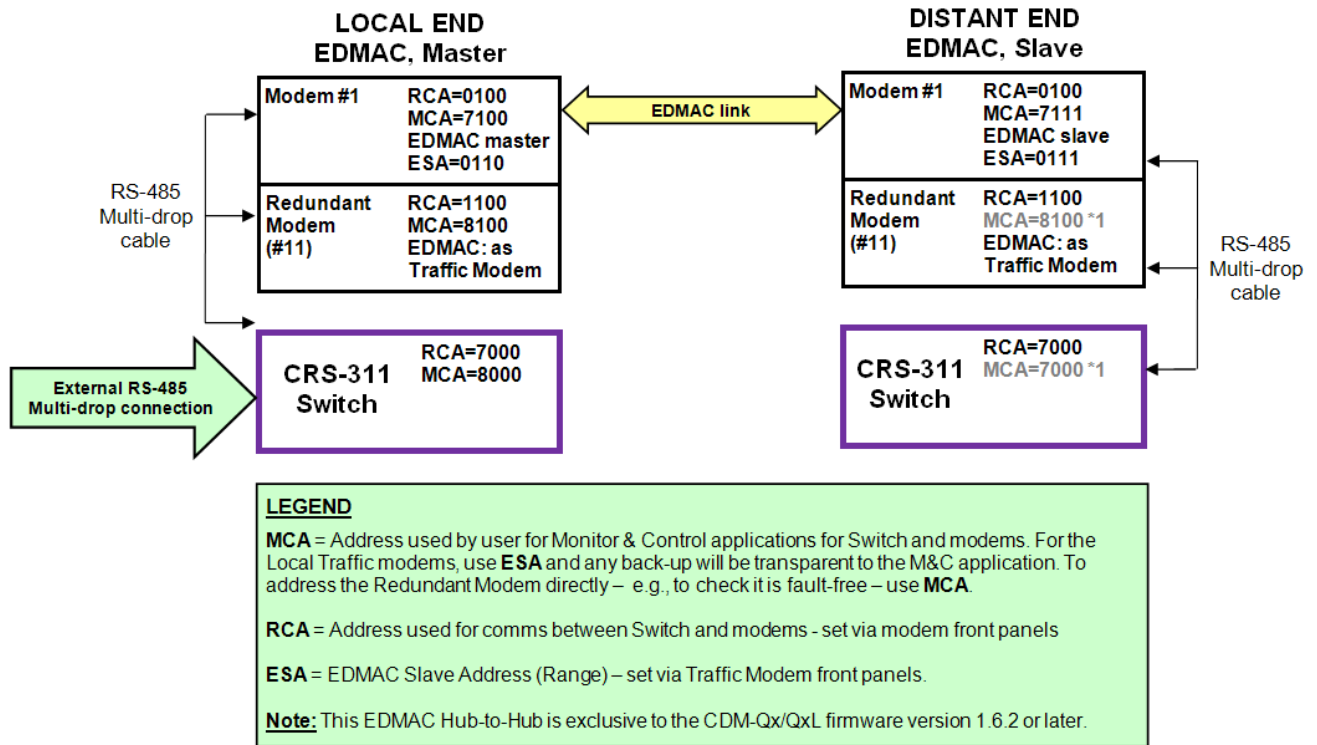 LOCAL END
EDMAC, Master
DISTANT END
EDMAC, Slave
Modem #1
RCA=0100
MCA=7100
EDMAC master
ESA=0110
EDMAC link
Modem #1
RCA=0100
MCA=7111
EDMAC slave
ESA=0111
RS-485
Multi-drop
cable
Redundant
Modem
(#11)
RCA=1100
MCA=8100
EDMAC: as
Traffic Modem
Redundant
Modem
(#11)
RCA=1100
MCA=8100 *1
EDMAC: as
Traffic Modem
RS-485
Multi-drop
cable
External RS-485
Multi-drop connection
CRS-311
Switch
RCA=7000
MCA=8000
CRS-311
Switch
RCA=7000
MCA=7000 *1
LEGEND
MCA = Address used by user for Monitor & Control applications for Switch and modems. For the
Local Traffic modems, use ESA and any back-up will be transparent to the M&C application. To
address the Redundant Modem directly – e.g., to check it is fault-free – use MCA.
RCA = Address used for comms between Switch and modems - set via modem front panels
ESA = EDMAC Slave Address (Range) – set via Traffic Modem front panels.
Note: This EDMAC Hub-to-Hub is exclusive to the CDM-Qx/QxL firmware version 1.6.2 or later.